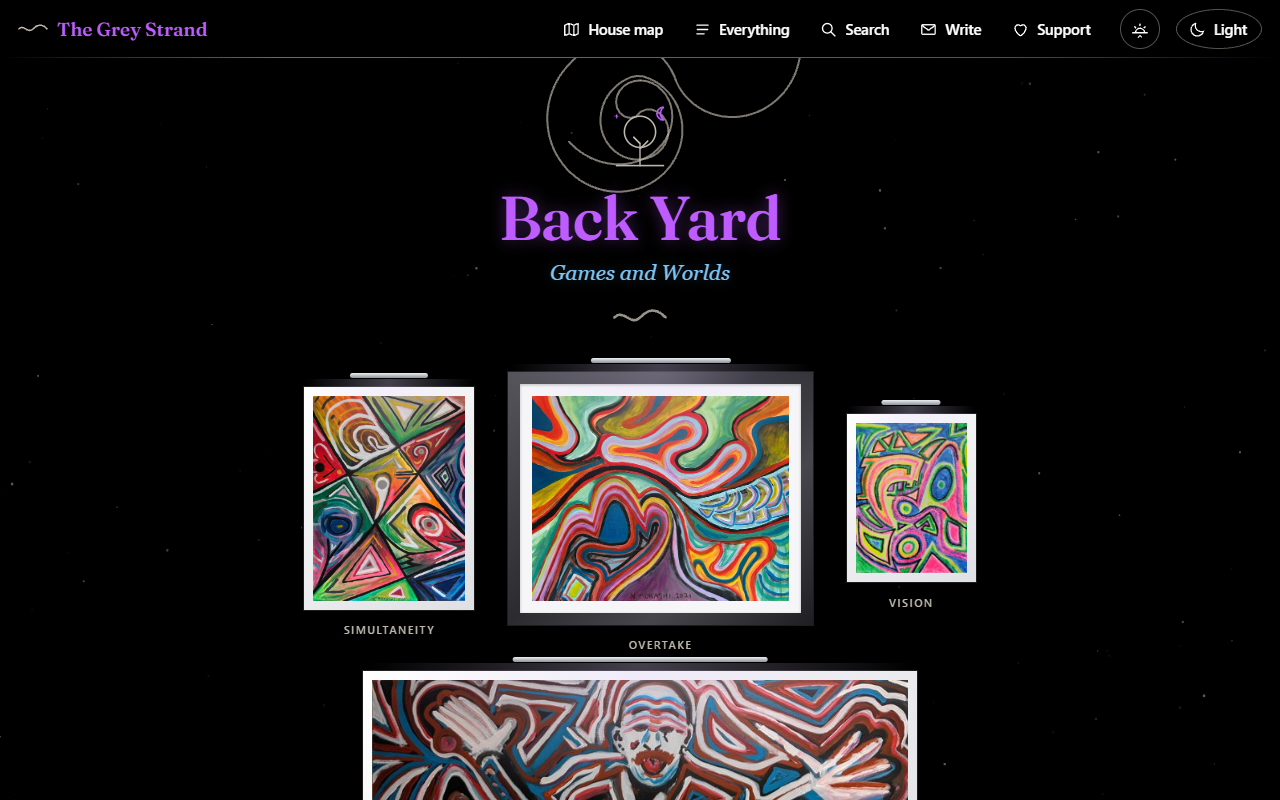 The Grey Strand
House map
Everything
Search
Write
Support
Light
Back Yard
Games and Worlds
SIMULTANEITY
OVERTAKE
VISION